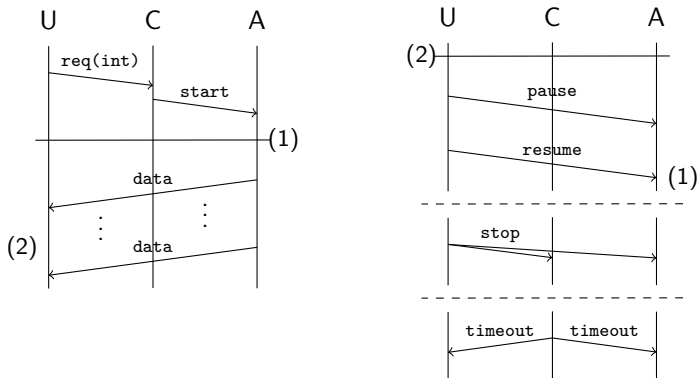 U C A
req(int)
start
(1)
data
(2)
data
U C A
(2)
pause
resume
(1)
stop
timeout timeout